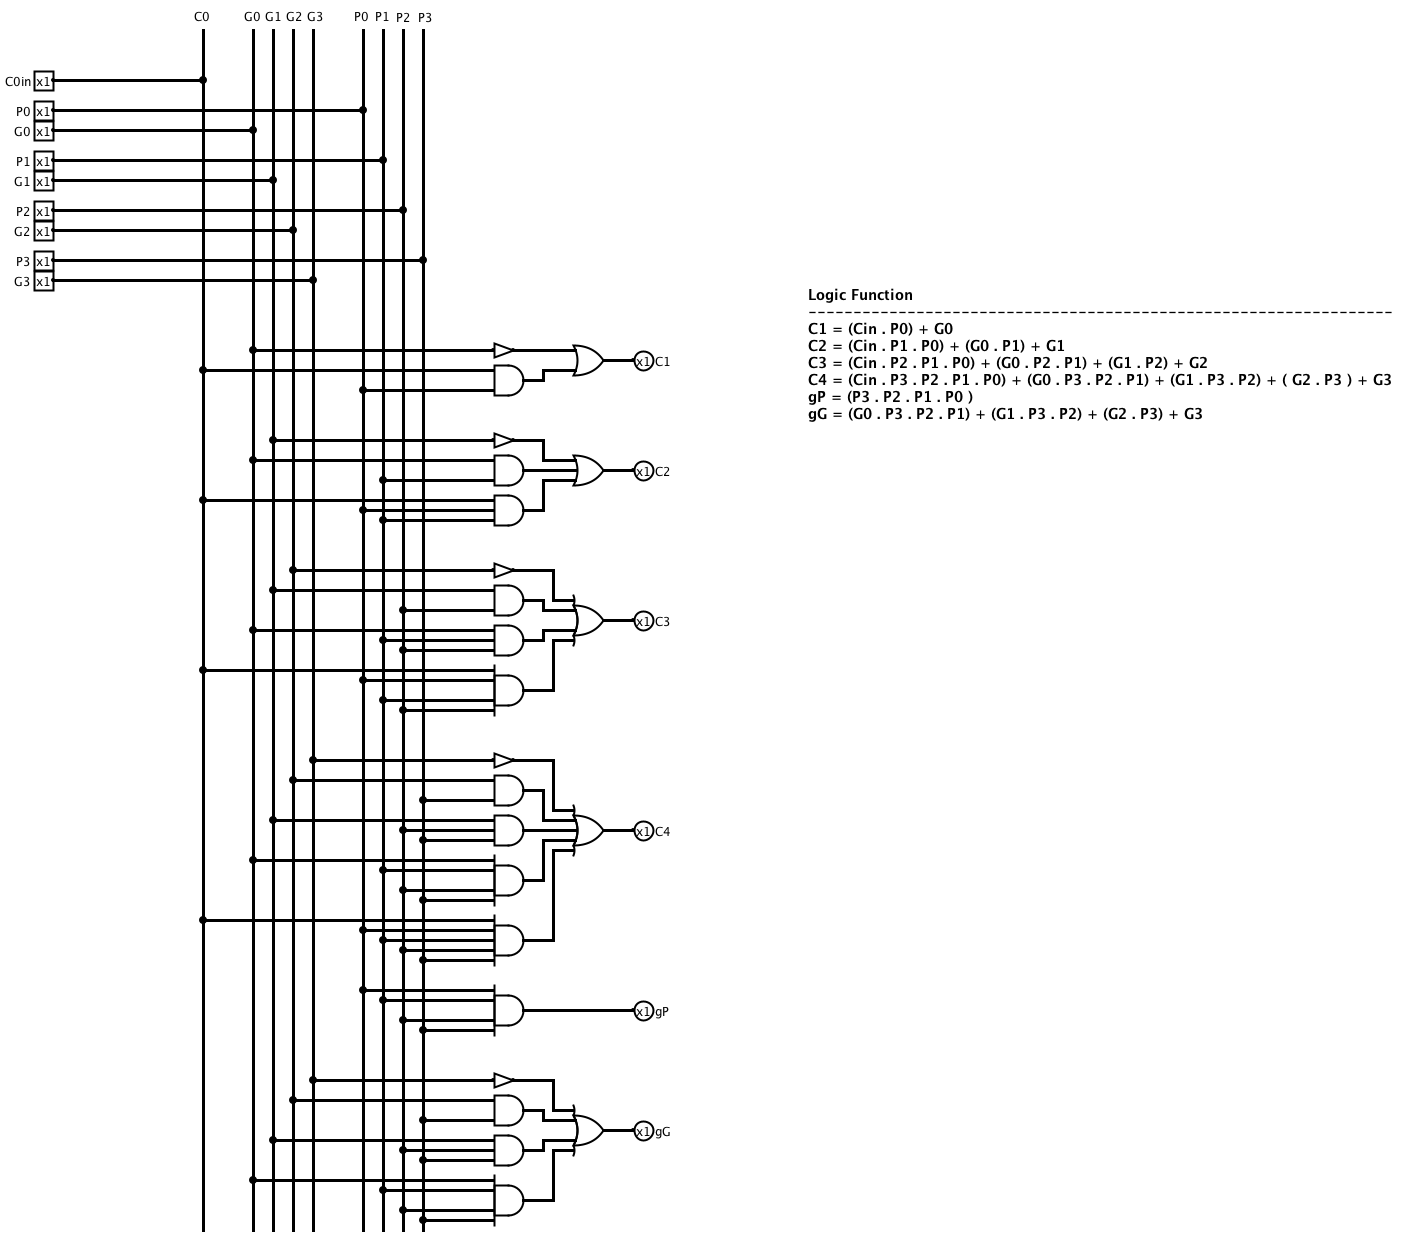 C0 G0 G1 G2 G3 P0 P1 P2 P3
C0in x1
P0 x1
G0 x1
P1 x1
G1 x1
P2 x1
G2 x1
P3 x1
G3 x1
x1 C1
x1 C2
x1 C3
x1 C4
x1 gP
x1 gG
Logic Function
-----------------------------------------------------------------
C1 = (Cin . P0) + G0
C2 = (Cin . P1 . P0) + (G0 . P1) + G1
C3 = (Cin . P2 . P1 . P0) + (G0 . P2 . P1) + (G1 . P2) + G2
C4 = (Cin . P3 . P2 . P1 . P0) + (G0 . P3 . P2 . P1) + (G1 . P3 . P2) + ( G2 . P3 ) + G3
gP = (P3 . P2 . P1 . P0 )
gG = (G0 . P3 . P2 . P1) + (G1 . P3 . P2) + (G2 . P3) + G3